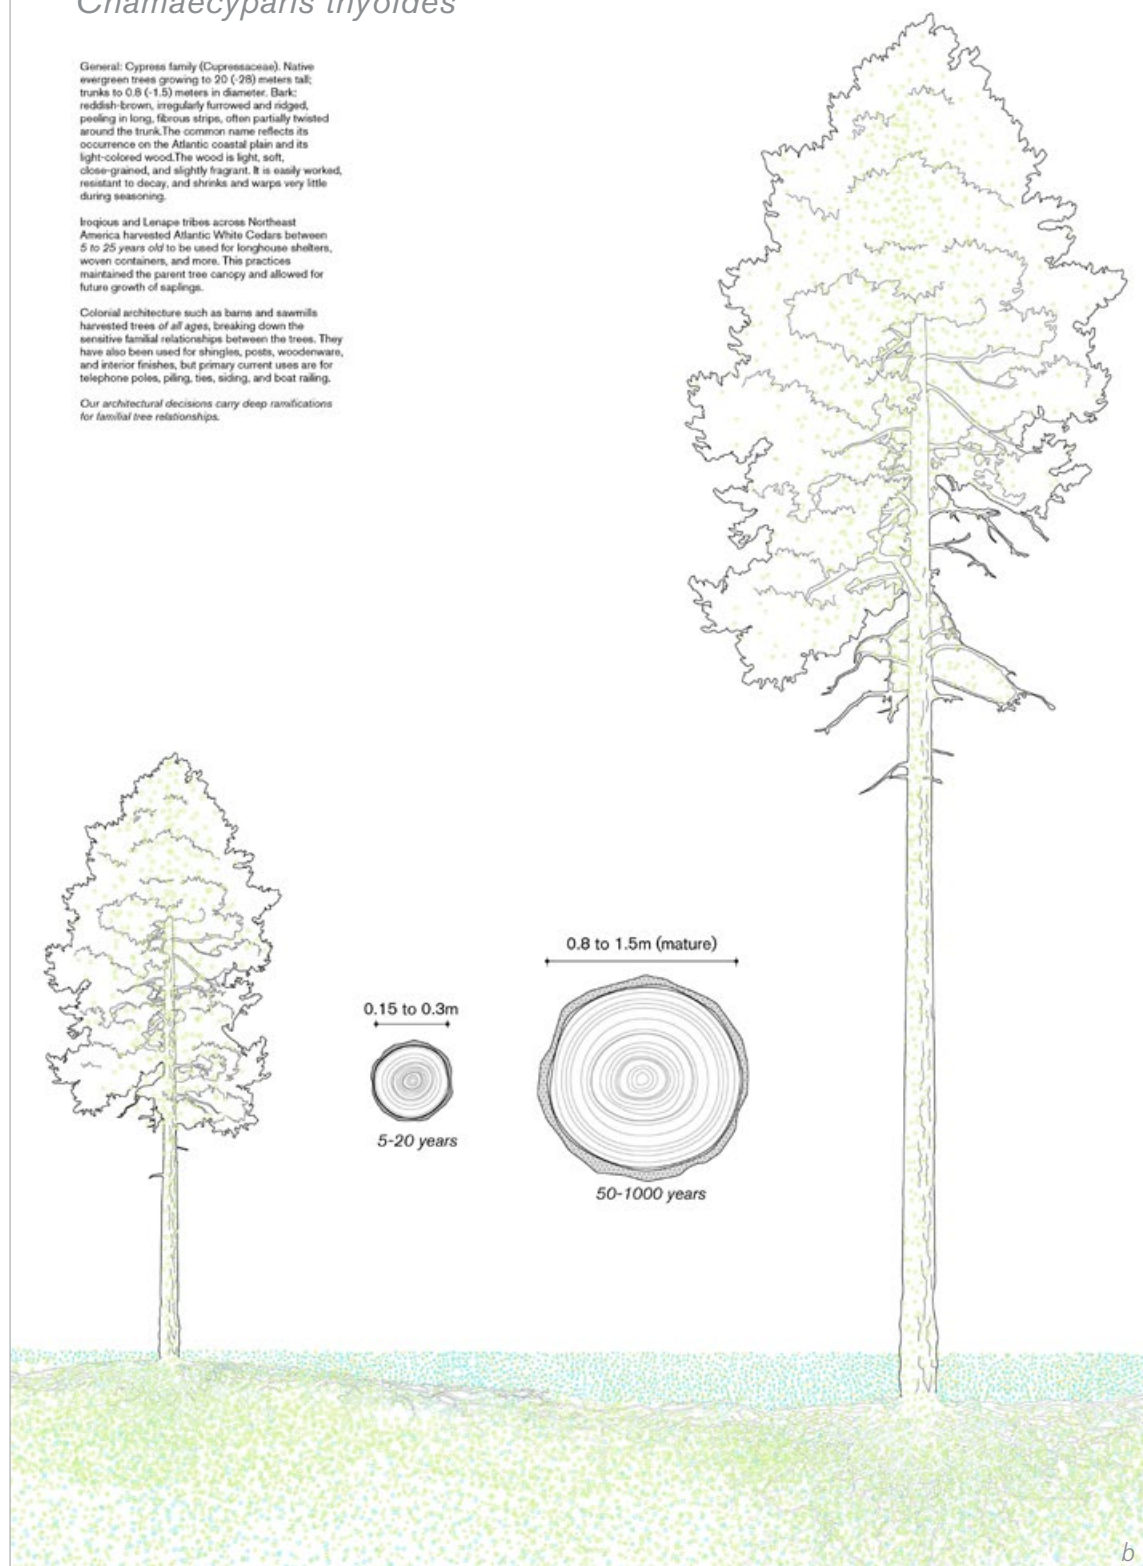 Chamaecyparis thyoides
General: Cypress family (Cupressaceae). Native
evergreen trees growing to 20 (-28) meters tall;
trunks to 0.8 (-1.5) meters in diameter. Bark:
reddish-brown, irregularly furrowed and ridged,
peeling in long, fibrous strips, often partially twisted
around the trunk.The common name reflects its
occurrence on the Atlantic coastal plain and its
light-colored wood.The wood is light, soft,
close-grained, and slightly fragrant. It is easily worked,
resistant to decay, and shrinks and warps very little
during seasoning.
Iroqious and Lenape tribes across Northeast
America harvested Atlantic White Cedars between
5 to 25 years old to be used for longhouse shelters,
woven containers, and more. This practices
maintained the parent tree canopy and allowed for
future growth of saplings.
Colonial architecture such as barns and sawmills
harvested trees of all ages, breaking down the
sensitive familial relationships between the trees. They
have also been used for shingles, posts, woodenware,
and interior finishes, but primary current uses are for
telephone poles, piling, ties, siding, and boat railing.
Our architectural decisions carry deep ramifications
for familial tree relationships.
0.8 to 1.5m (mature)
0.15 to 0.3m
5-20 years
50-1000 years
b